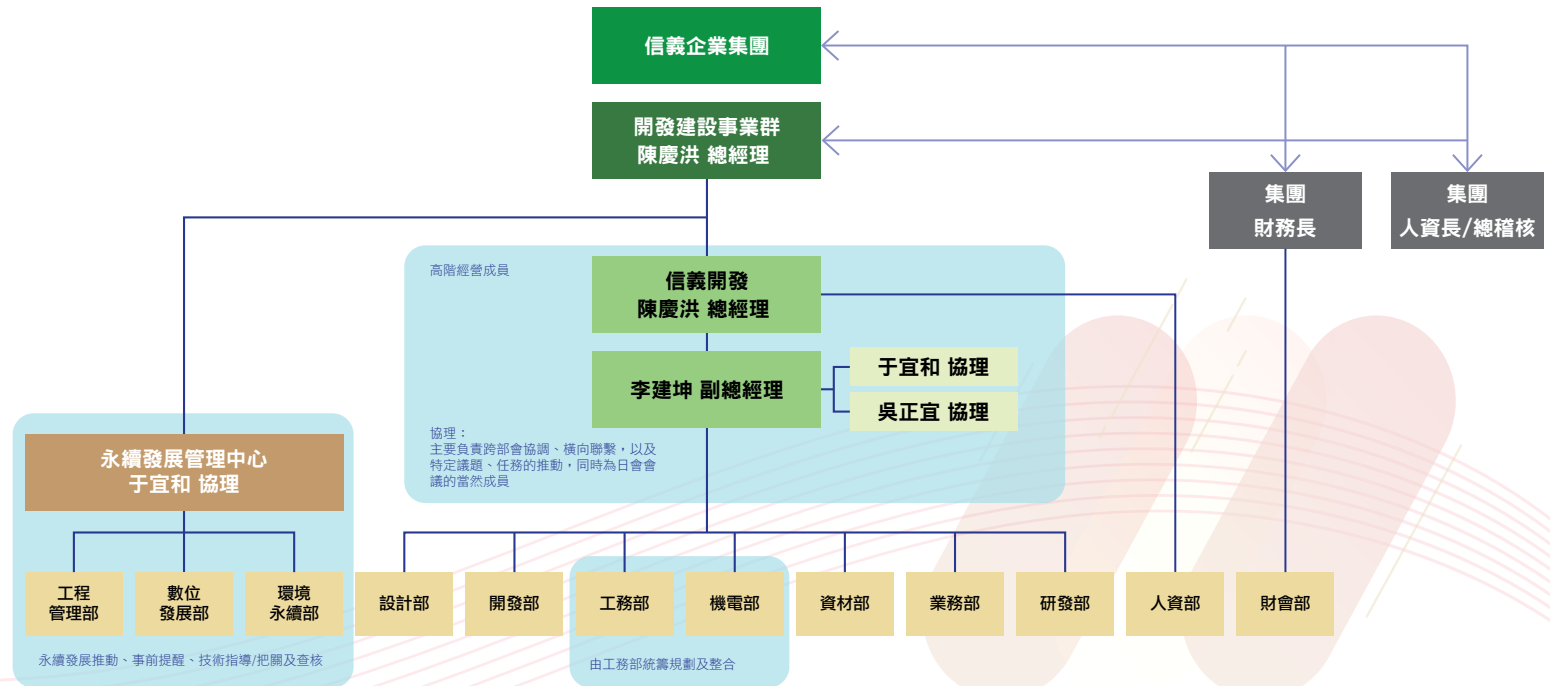 信義企業集團
開發建設事業群
陳慶洪 總經理
集團
財務長
集團
人資長/總稽核
高階經營成員
信義開發
陳慶洪 總經理
李建坤 副總經理
于宜和 協理
吳正宜 協理
協理：
主要負責跨部會協調、橫向聯繫，以及
特定議題、任務的推動，同時為日會會
議的當然成員
永續發展管理中心
于宜和 協理
工程
管理部
數位
發展部
環境
永續部
設計部
開發部
工務部
機電部
資材部
業務部
研發部
人資部
財會部
永續發展推動、事前提醒、技術指導/把關及查核
由工務部統籌規劃及整合